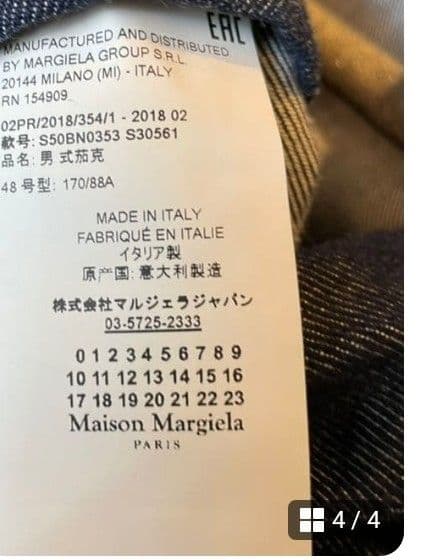 EAC
MANUFACTURED AND DISTRIBUTED
BY MARGIELA GROUP S.R.L.
20144 MILANO (MI) - ITALY
RN 154909
02PR/2018/354/1 - 2018 02
款号: S50BN0353 S30561
品名: 男 式茄克
48 号型: 170/88A
MADE IN ITALY
FABRIQUÉ EN ITALIE
イタリア製
原产国: 意大利製造
株式会社マルジェラジャパン
03-5725-2333
0 1 2 3 4 5 6 7 8 9
10 11 12 13 14 15 16
17 18 19 20 21 22 23
Maison Margiela
PARIS
4 / 4